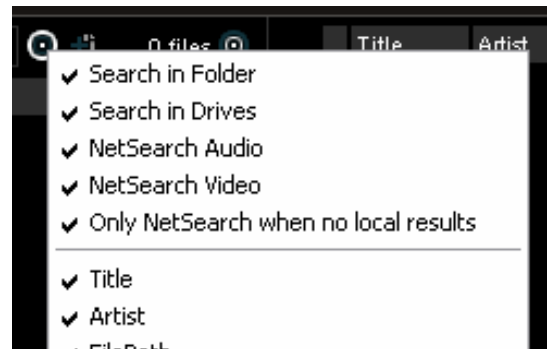 0 files Title Artist
Search in Folder
Search in Drives
NetSearch Audio
NetSearch Video
Only NetSearch when no local results
Title
Artist
FilePath